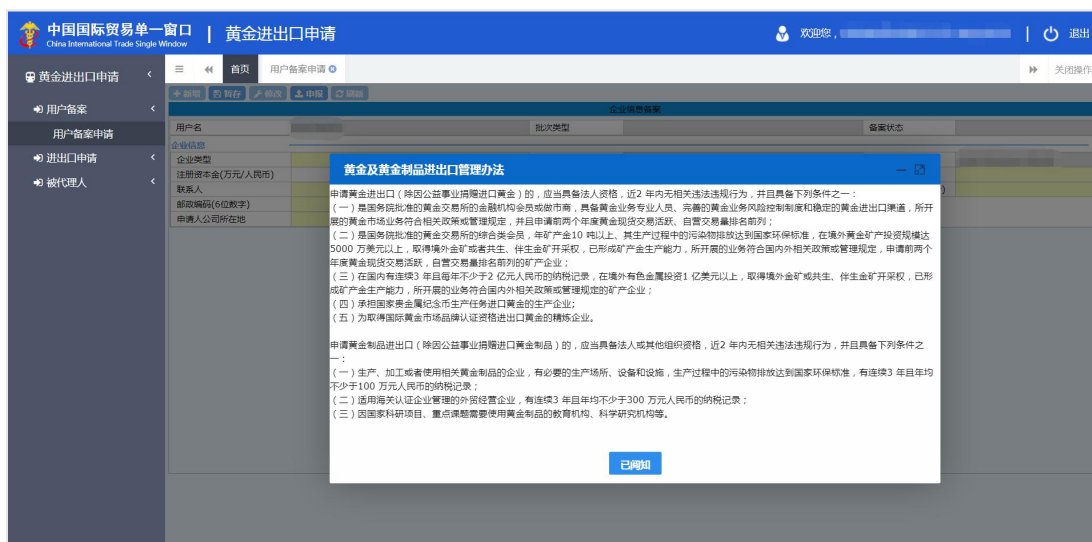 中国国际贸易单一窗口 | 黄金进出口申请
China International Trade Single Window
欢迎您，
退出
黄金进出口申请
用户备案
用户备案申请
进出口申请
被代理人
首页
用户备案申请
关闭操作
新增 暂存 修改 申报 刷新
企业信息备案
用户名 批次类型 备案状态
企业信息
企业类型
注册资本金(万元/人民币)
联系人
邮政编码(6位数字)
申请人公司所在地
黄金及黄金制品进出口管理办法
申请黄金进出口（除因公益事业捐赠进口黄金）的，应当具备法人资格，近2 年内无相关违法违规行为，并且具备下列条件之一：
（一）是国务院批准的黄金交易所的金融机构会员或做市商，具备黄金业务专业人员、完善的黄金业务风险控制制度和稳定的黄金进出口渠道，所开
展的黄金市场业务符合相关政策或管理规定，并且申请前两个年度黄金现货交易活跃、自营交易量排名前列；
（二）是国务院批准的黄金交易所的综合类会员，年矿产金10 吨以上、其生产过程中的污染物排放达到国家环保标准，在境外黄金矿产投资规模达
5000 万美元以上，取得境外金矿或者共生、伴生金矿开采权，已形成矿产金生产能力，所开展的业务符合国内外相关政策或管理规定，申请前两个
年度黄金现货交易活跃，自营交易量排名前列的矿产企业；
（三）在国内有连续3 年且每年不少于2 亿元人民币的纳税记录，在境外有色金属投资1 亿美元以上，取得境外金矿或共生、伴生金矿开采权，已形
成矿产金生产能力，所开展的业务符合国内外相关政策或管理规定的矿产企业；
（四）承担国家贵金属纪念币生产任务进口黄金的生产企业;
（五）为取得国际黄金市场品牌认证资格进出口黄金的精炼企业。
申请黄金制品进出口（除因公益事业捐赠进口黄金制品）的，应当具备法人或其他组织资格，近2 年内无相关违法违规行为，并且具备下列条件之
一：
（一）生产、加工或者使用相关黄金制品的企业，有必要的生产场所、设备和设施，生产过程中的污染物排放达到国家环保标准，有连续3 年且年均
不少于100 万元人民币的纳税记录；
（二）适用海关认证企业管理的外贸经营企业，有连续3 年且年均不少于300 万元人民币的纳税记录；
（三）因国家科研项目、重点课题需要使用黄金制品的教育机构、科学研究机构等。
已阅知